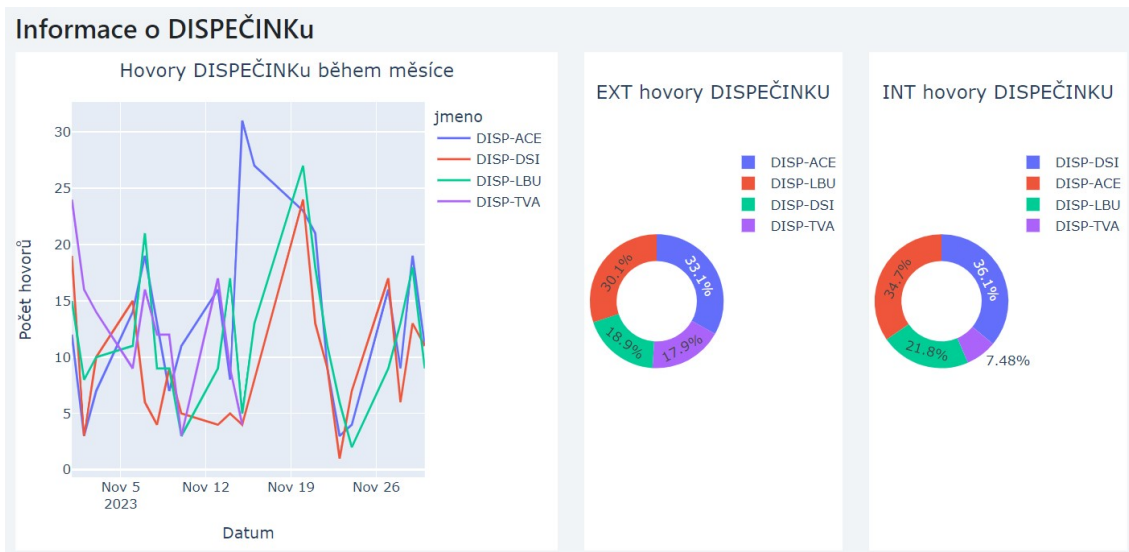 Informace o DISPEČINKu
Hovory DISPEČINKu během měsíce
jmeno
DISP-ACE
DISP-DSI
DISP-LBU
DISP-TVA
30
25
20
15
10
5
0
Počet hovorů
Nov 5
2023
Nov 12
Nov 19
Nov 26
Datum
EXT hovory DISPEČINKU
DISP-ACE
DISP-LBU
DISP-DSI
DISP-TVA
33.1%
30.1%
18.9%
17.9%
INT hovory DISPEČINKU
DISP-DSI
DISP-ACE
DISP-LBU
DISP-TVA
36.1%
34.7%
21.8%
7.48%